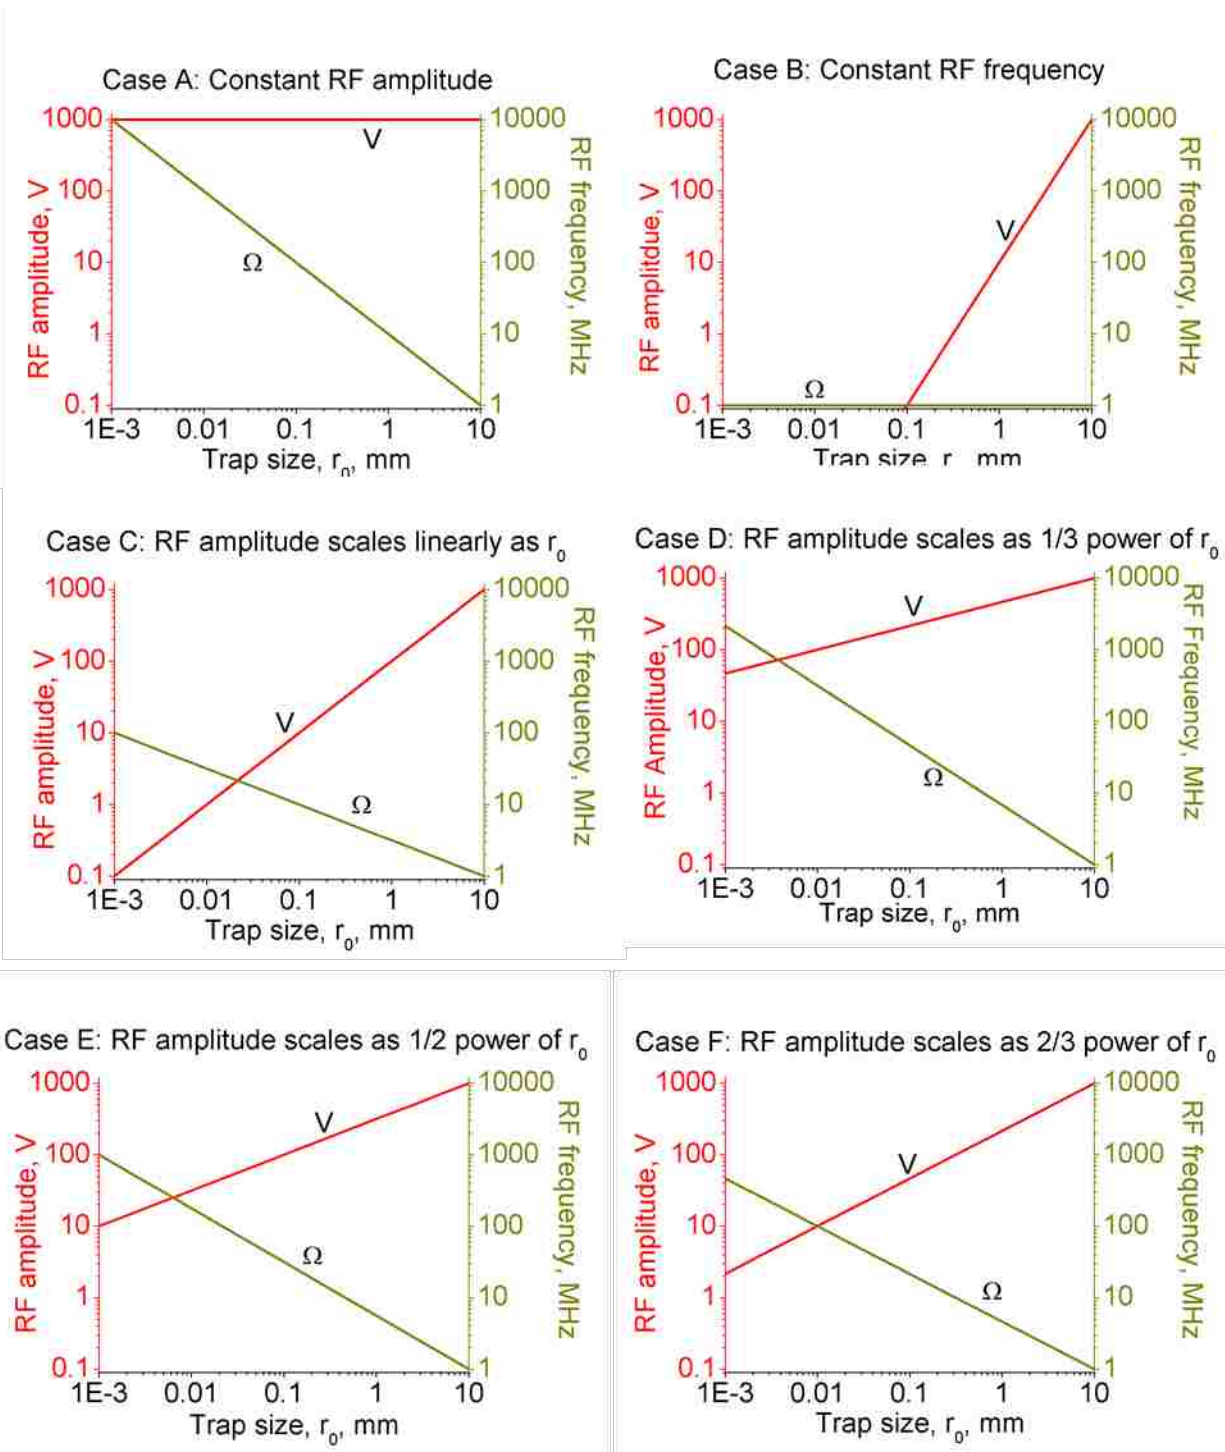 Case A: Constant RF amplitude
1000
100
10
1
0.1
RF amplitude, V
V
Ω
10000
1000
100
10
1
RF frequency, MHz
1E-3 0.01 0.1 1 10
Trap size, r0, mm
Case B: Constant RF frequency
1000
100
10
1
0.1
RF amplitdue, V
V
Ω
10000
1000
100
10
1
RF frequency, MHz
1E-3 0.01 0.1 1 10
Trap size, r mm
Case C: RF amplitude scales linearly as r0
1000
100
10
1
0.1
RF amplitude, V
V
Ω
10000
1000
100
10
1
RF frequency, MHz
1E-3 0.01 0.1 1 10
Trap size, r0, mm
Case D: RF amplitude scales as 1/3 power of r0
1000
100
10
1
0.1
RF Amplitude, V
V
Ω
10000
1000
100
10
1
RF Frequency, MHz
1E-3 0.01 0.1 1 10
Trap size, r0, mm
Case E: RF amplitude scales as 1/2 power of r0
1000
100
10
1
0.1
RF amplitude, V
V
Ω
10000
1000
100
10
1
RF frequency, MHz
1E-3 0.01 0.1 1 10
Trap size, r0, mm
Case F: RF amplitude scales as 2/3 power of r0
1000
100
10
1
0.1
RF amplitude, V
V
Ω
10000
1000
100
10
1
RF frequency, MHz
1E-3 0.01 0.1 1 10
Trap size, r0, mm